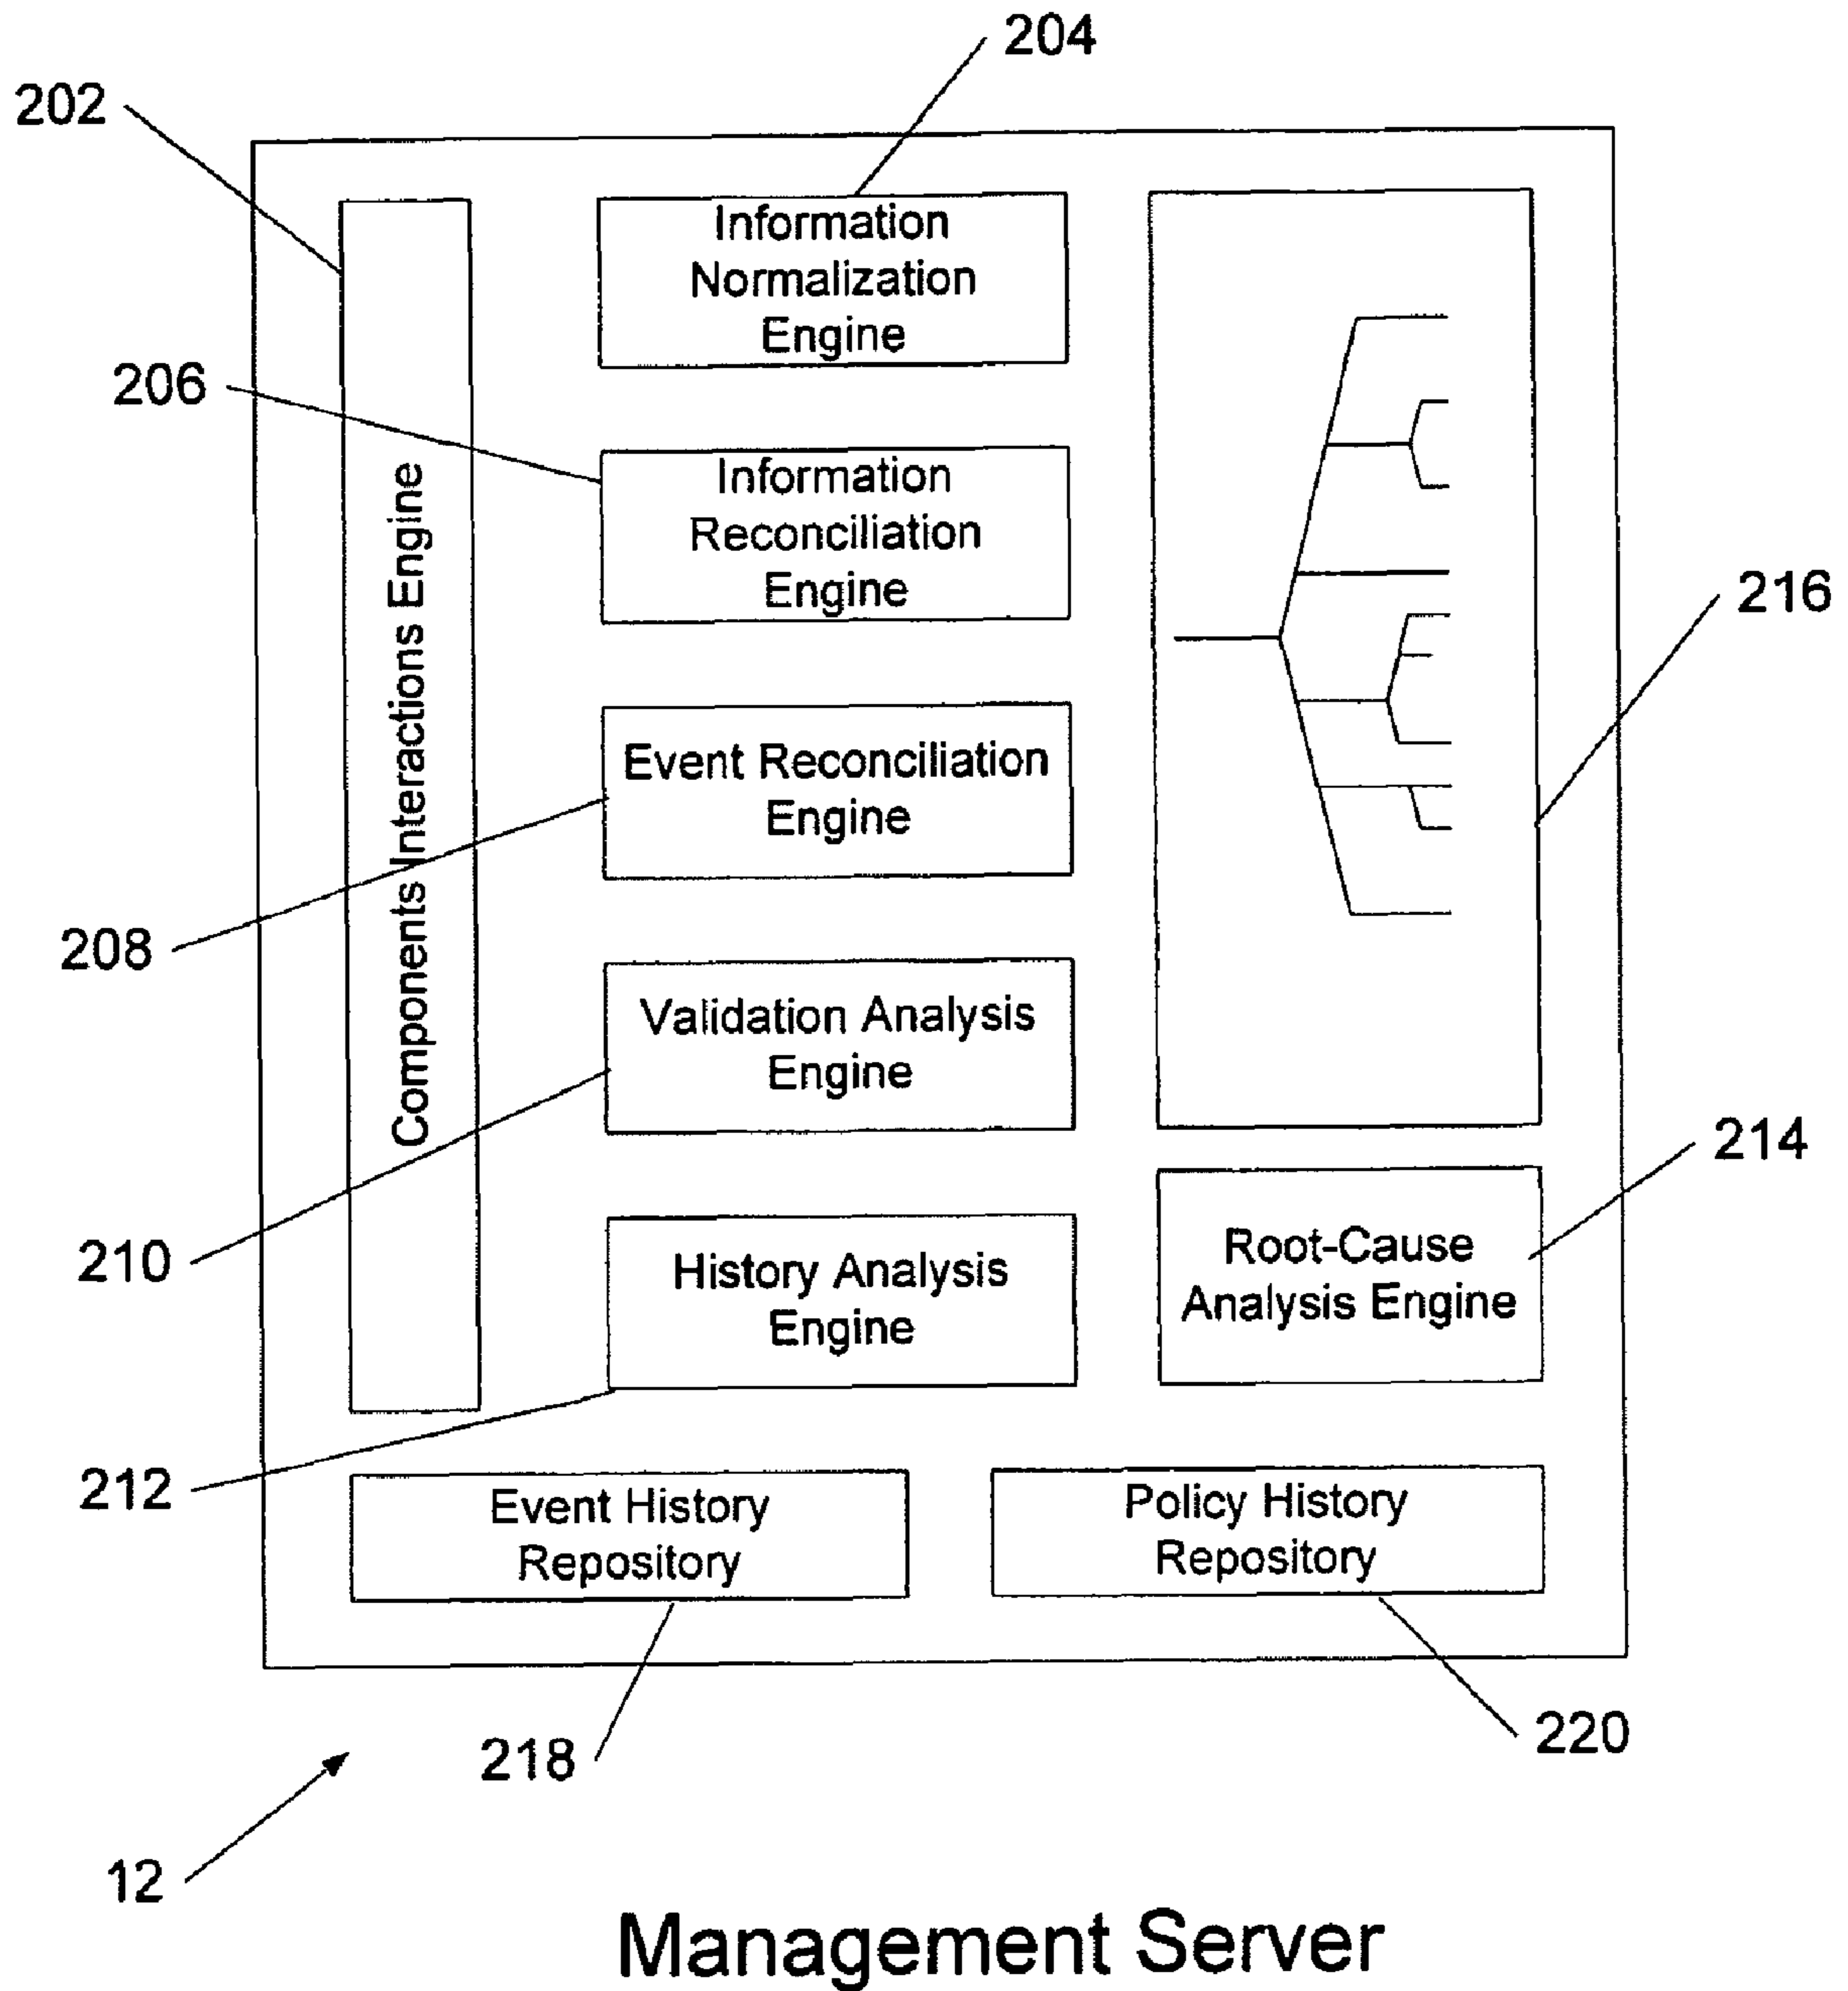 204
202
Information
Normalization
Engine
206
Information
Reconciliation
Engine
Components Interactions Engine
216
Event Reconciliation
Engine
208
Validation Analysis
Engine
214
210
Root-Cause
Analysis Engine
History Analysis
Engine
212
Event History
Repository
Policy History
Repository
218
220
12
Management Server